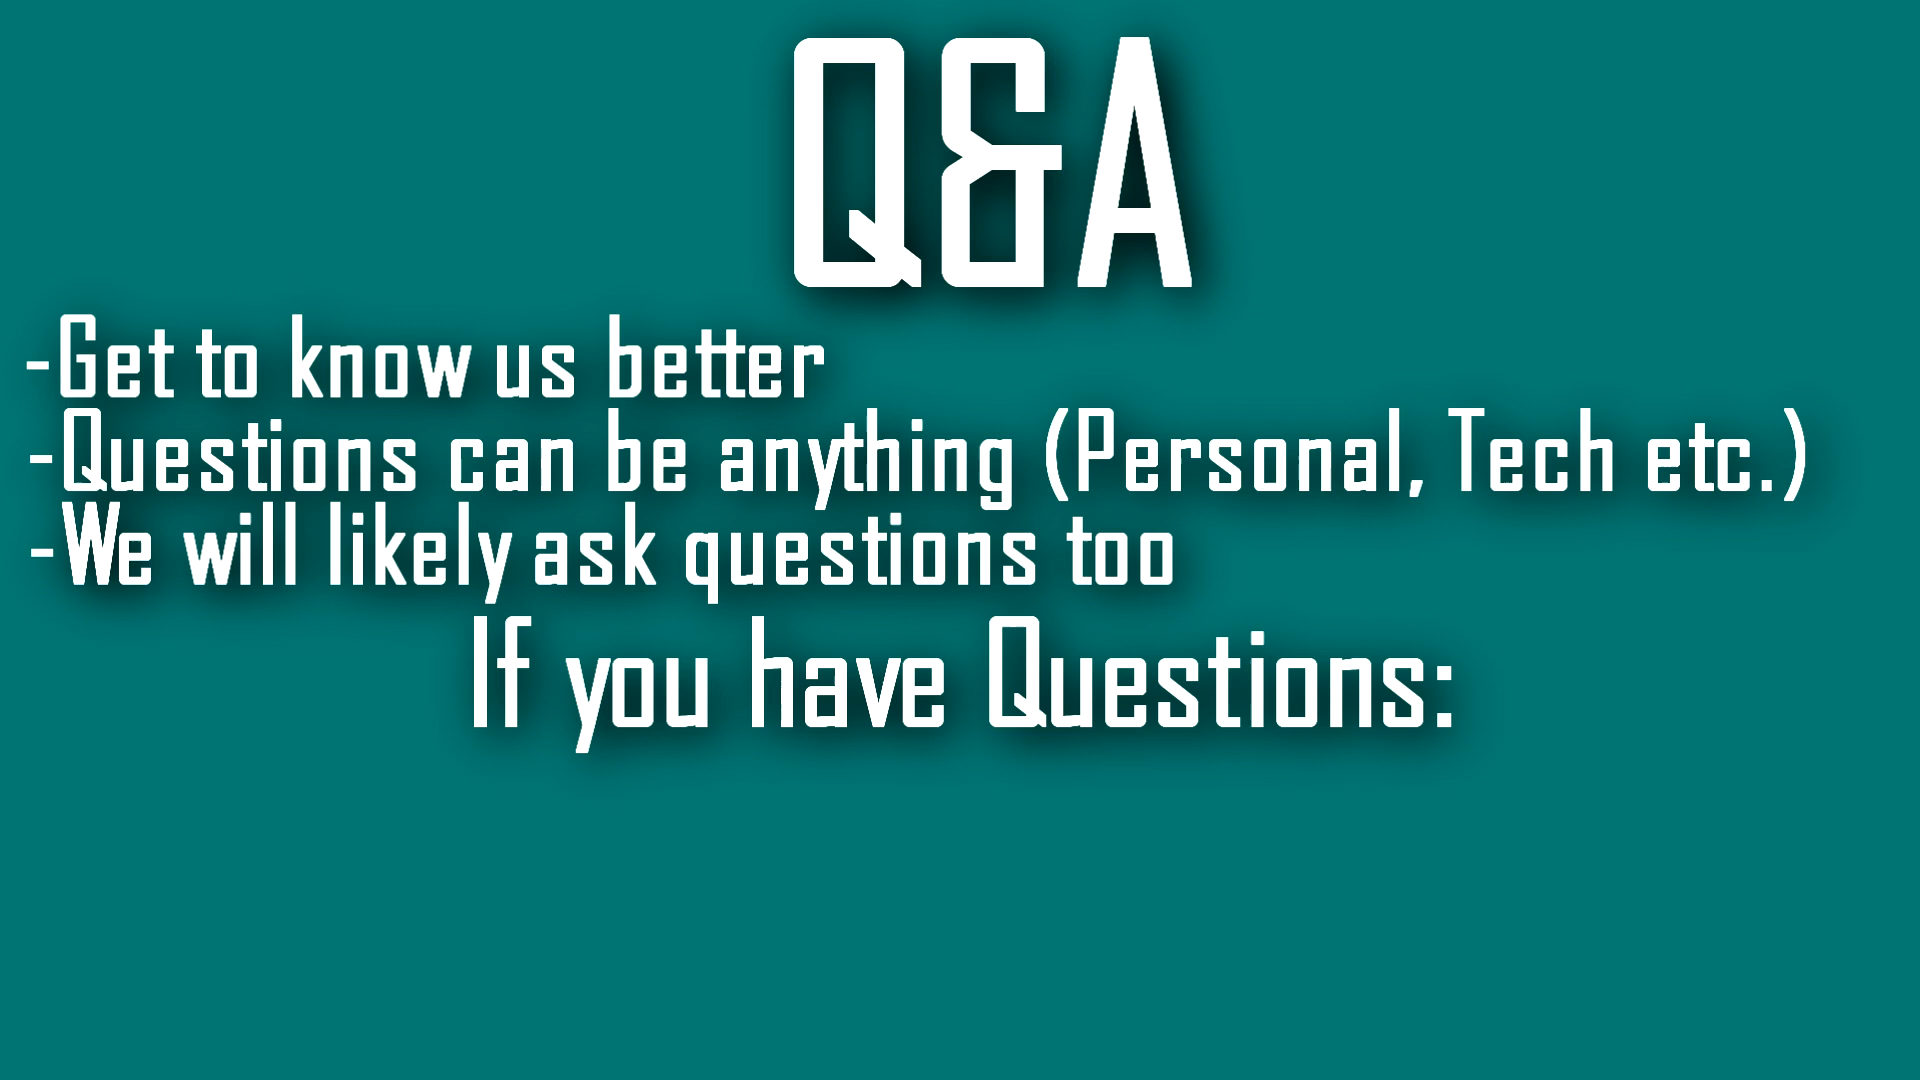 Q&A
-Get to know us better
-Questions can be anything (Personal, Tech etc.)
-We will likely ask questions too
If you have Questions: